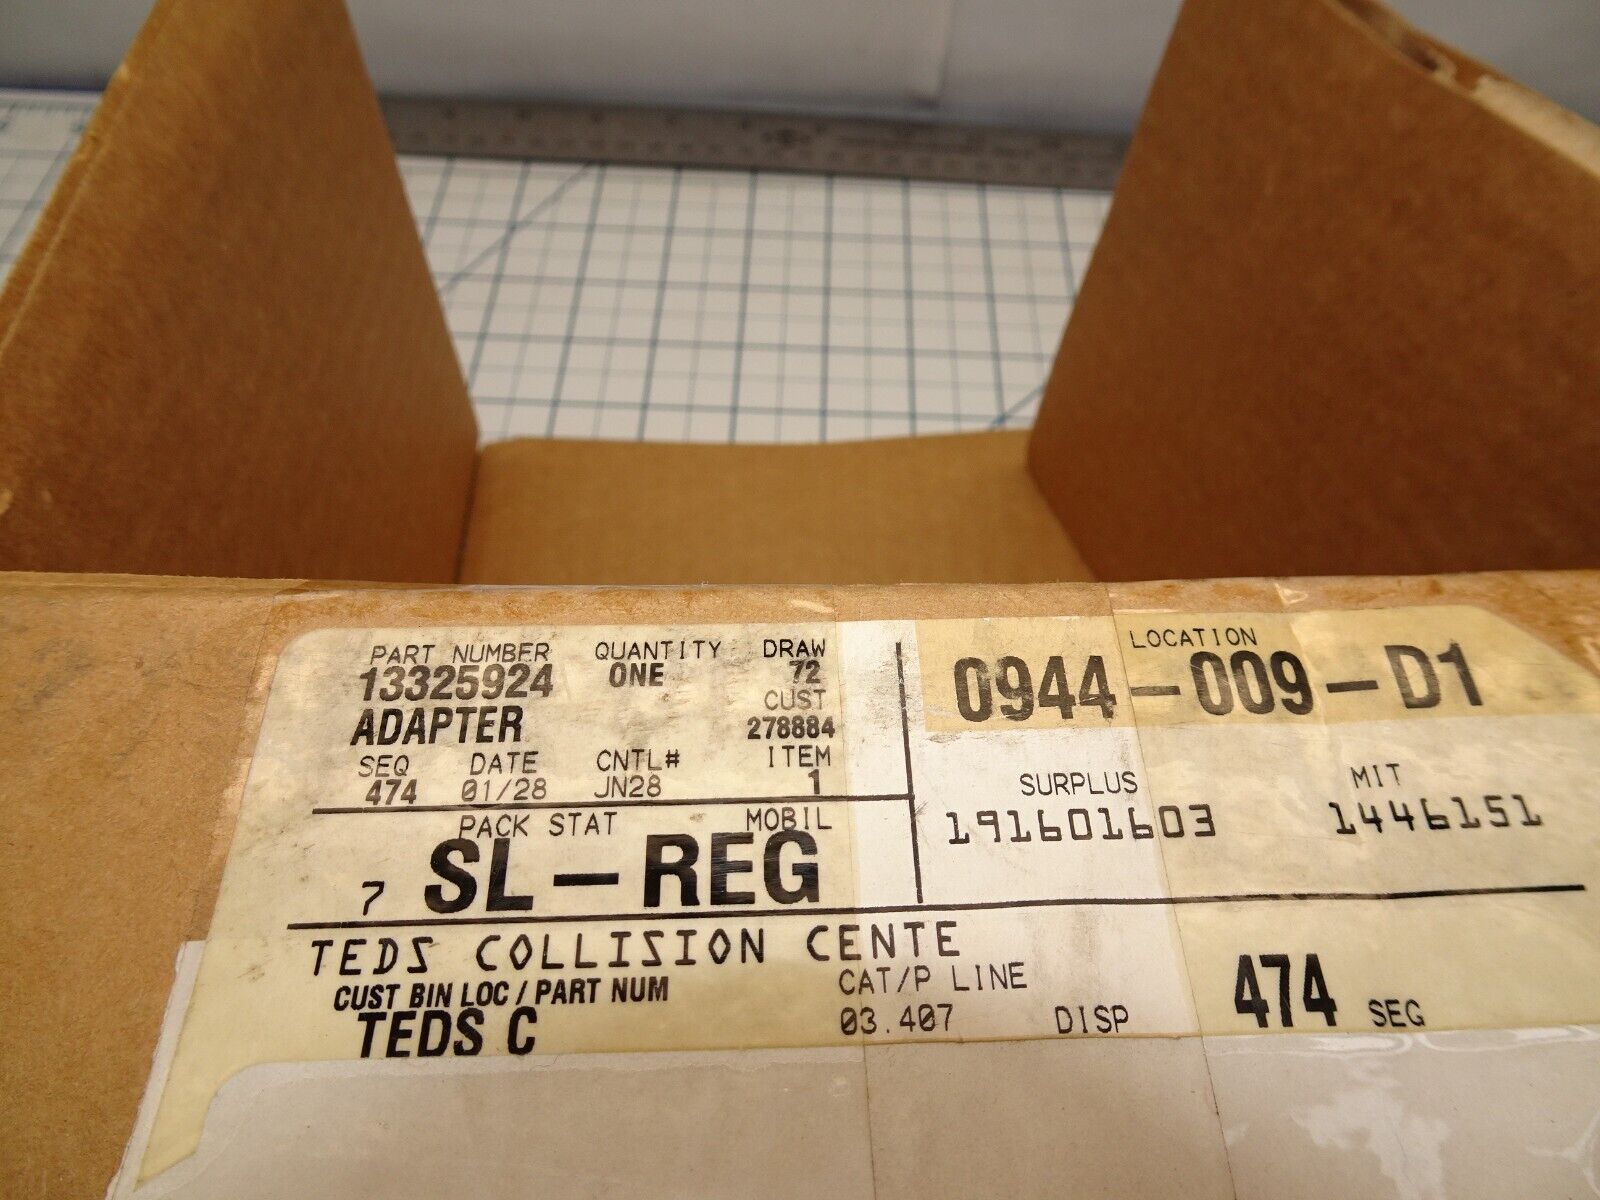 PART NUMBER QUANTITY DRAW
13325924 ONE 72
ADAPTER CUST
278884
SEQ DATE CNTL# ITEM
474 01/28 JN28 1
PACK STAT MOBIL
7 SL-REG
LOCATION
0944-009-D1
SURPLUS MIT
191601603 1446151
TEDS COLLISION CENTE
CUST BIN LOC / PART NUM CAT/P LINE
TEDS C 03.407 DISP 474 SEG